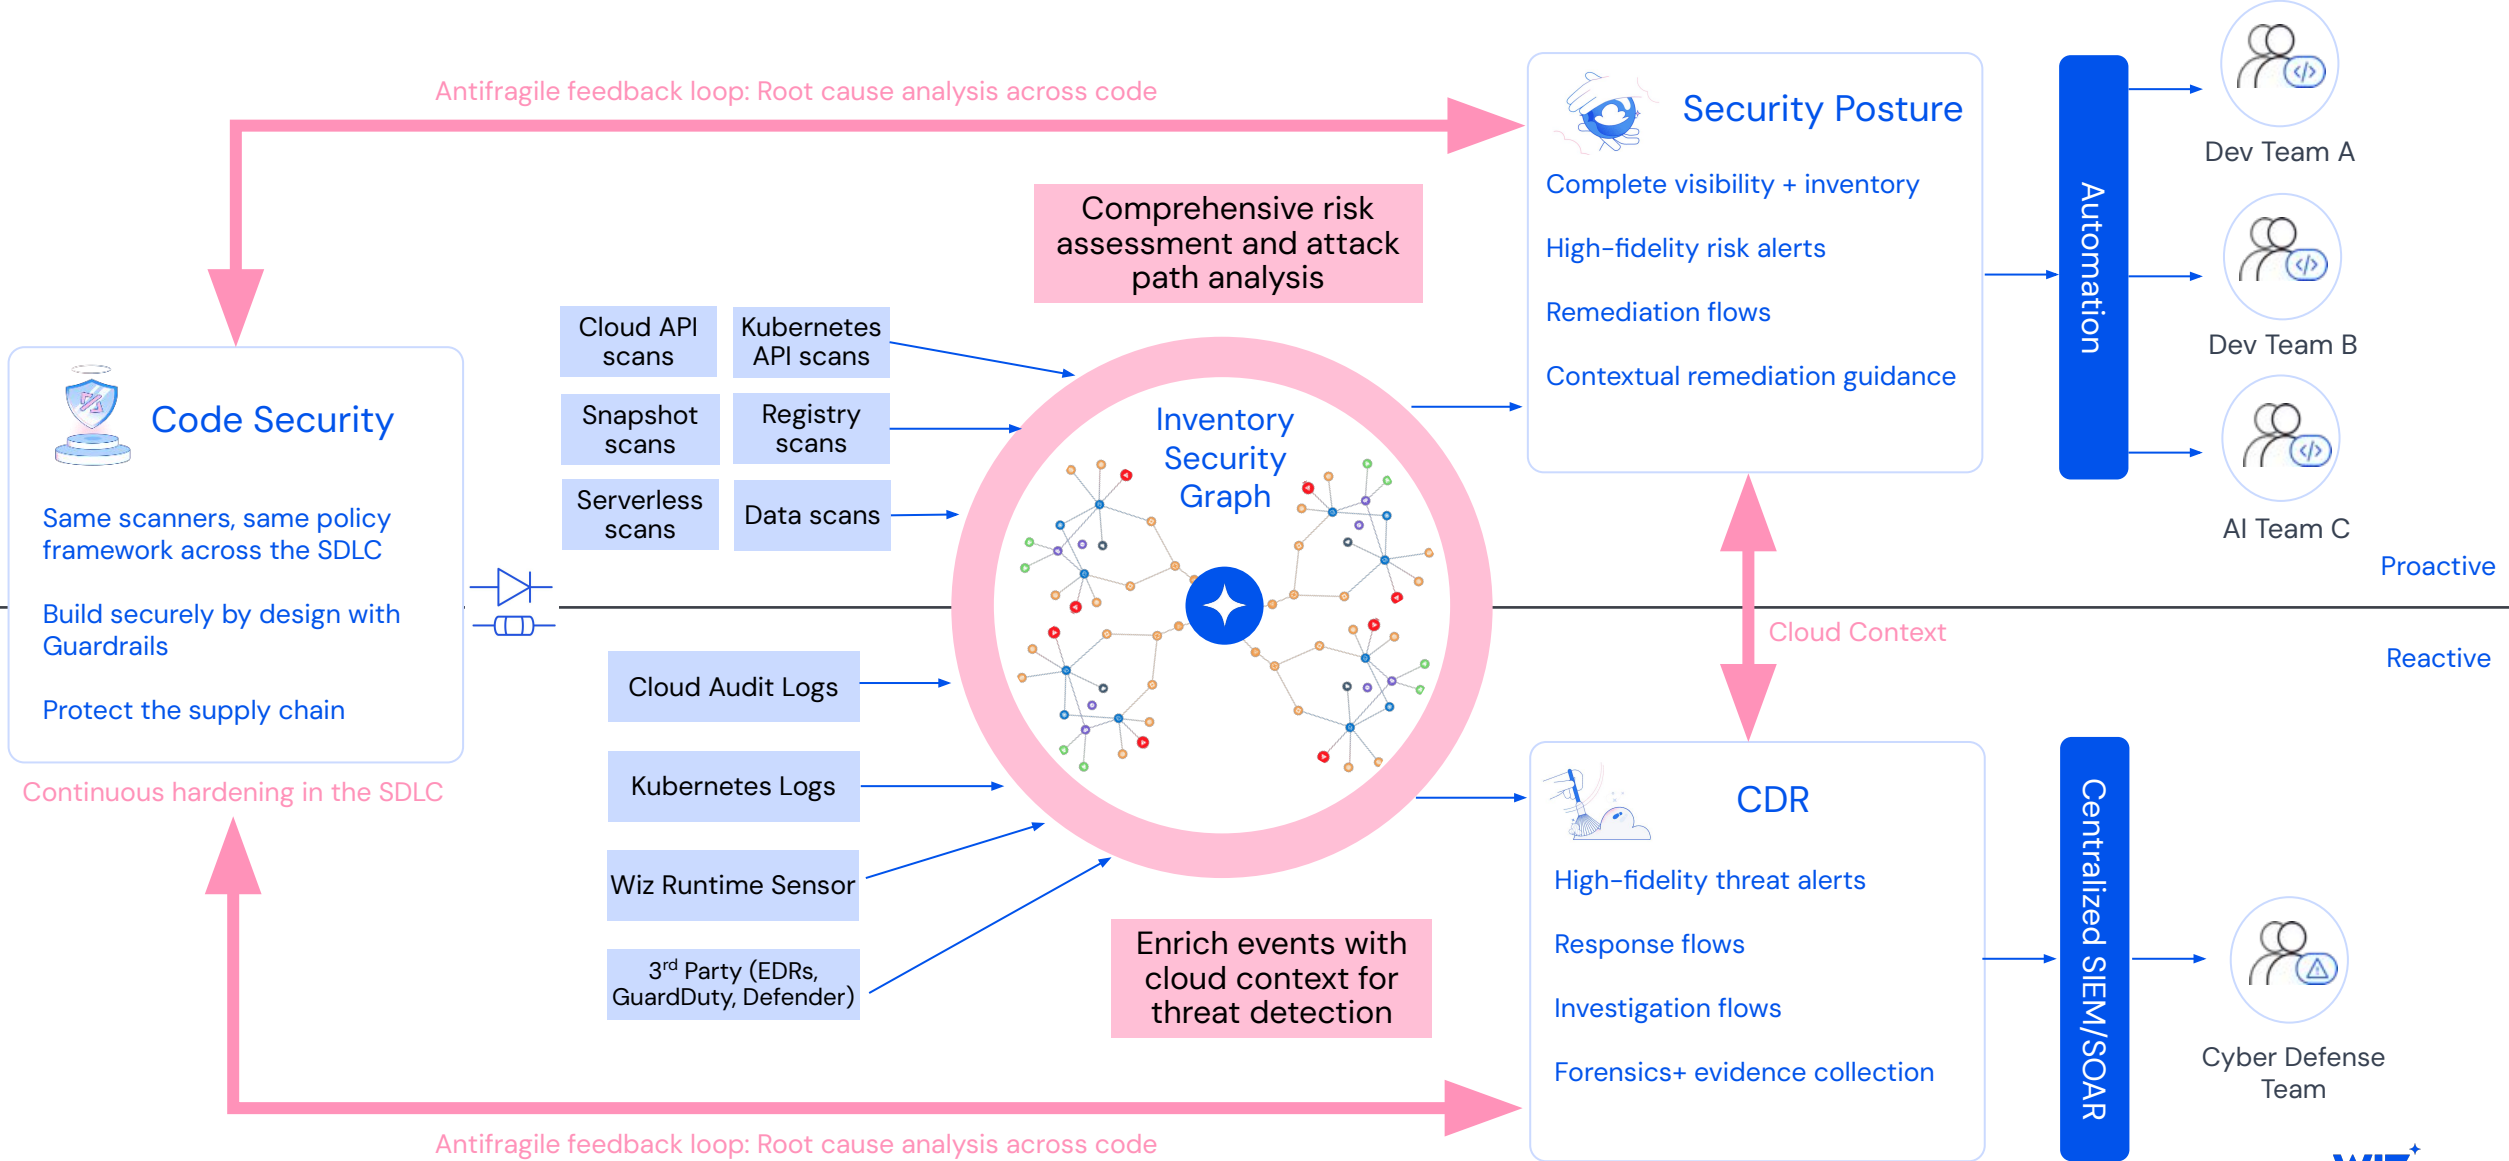 Antifragile feedback loop: Root cause analysis across code
Comprehensive risk
assessment and attack
path analysis
Security Posture
Complete visibility + inventory
High-fidelity risk alerts
Remediation flows
Contextual remediation guidance
Automation
Dev Team A
Dev Team B
AI Team C
Proactive
Code Security
Same scanners, same policy
framework across the SDLC
Build securely by design with
Guardrails
Protect the supply chain
Continuous hardening in the SDLC
Cloud API
scans
Kubernetes
API scans
Snapshot
scans
Registry
scans
Serverless
scans
Data scans
Inventory
Security
Graph
Cloud Context
Reactive
Cloud Audit Logs
Kubernetes Logs
Wiz Runtime Sensor
3rd Party (EDRs,
GuardDuty, Defender)
Enrich events with
cloud context for
threat detection
CDR
High-fidelity threat alerts
Response flows
Investigation flows
Forensics+ evidence collection
Centralized SIEM/SOAR
Cyber Defense
Team
Antifragile feedback loop: Root cause analysis across code
WIZ